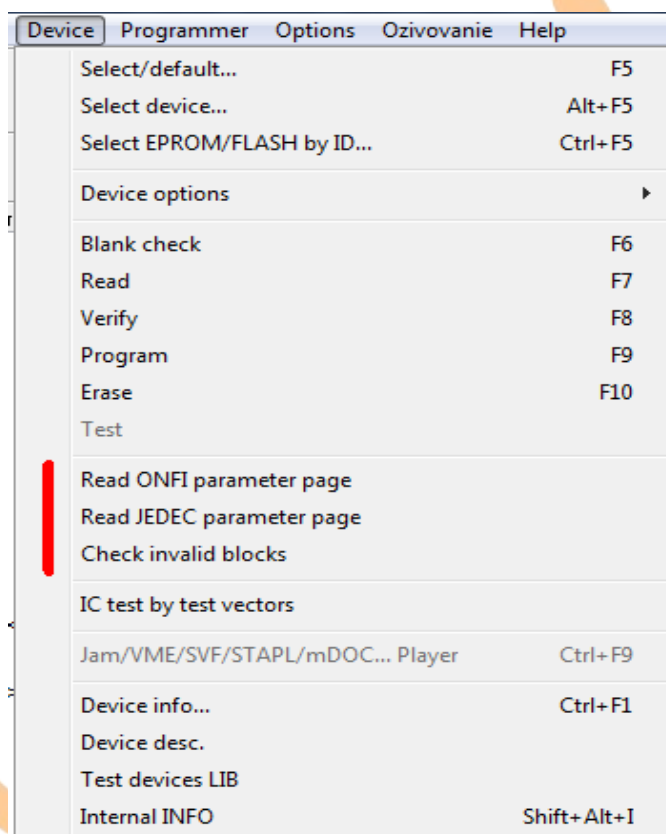 Device Programmer Options Ozivovanie Help
Select/default... F5
Select device... Alt+F5
Select EPROM/FLASH by ID... Ctrl+F5
Device options
Blank check F6
Read F7
Verify F8
Program F9
Erase F10
Test
Read ONFI parameter page
Read JEDEC parameter page
Check invalid blocks
IC test by test vectors
Jam/VME/SVF/STAPL/mDOC... Player Ctrl+F9
Device info... Ctrl+F1
Device desc.
Test devices LIB
Internal INFO Shift+Alt+I